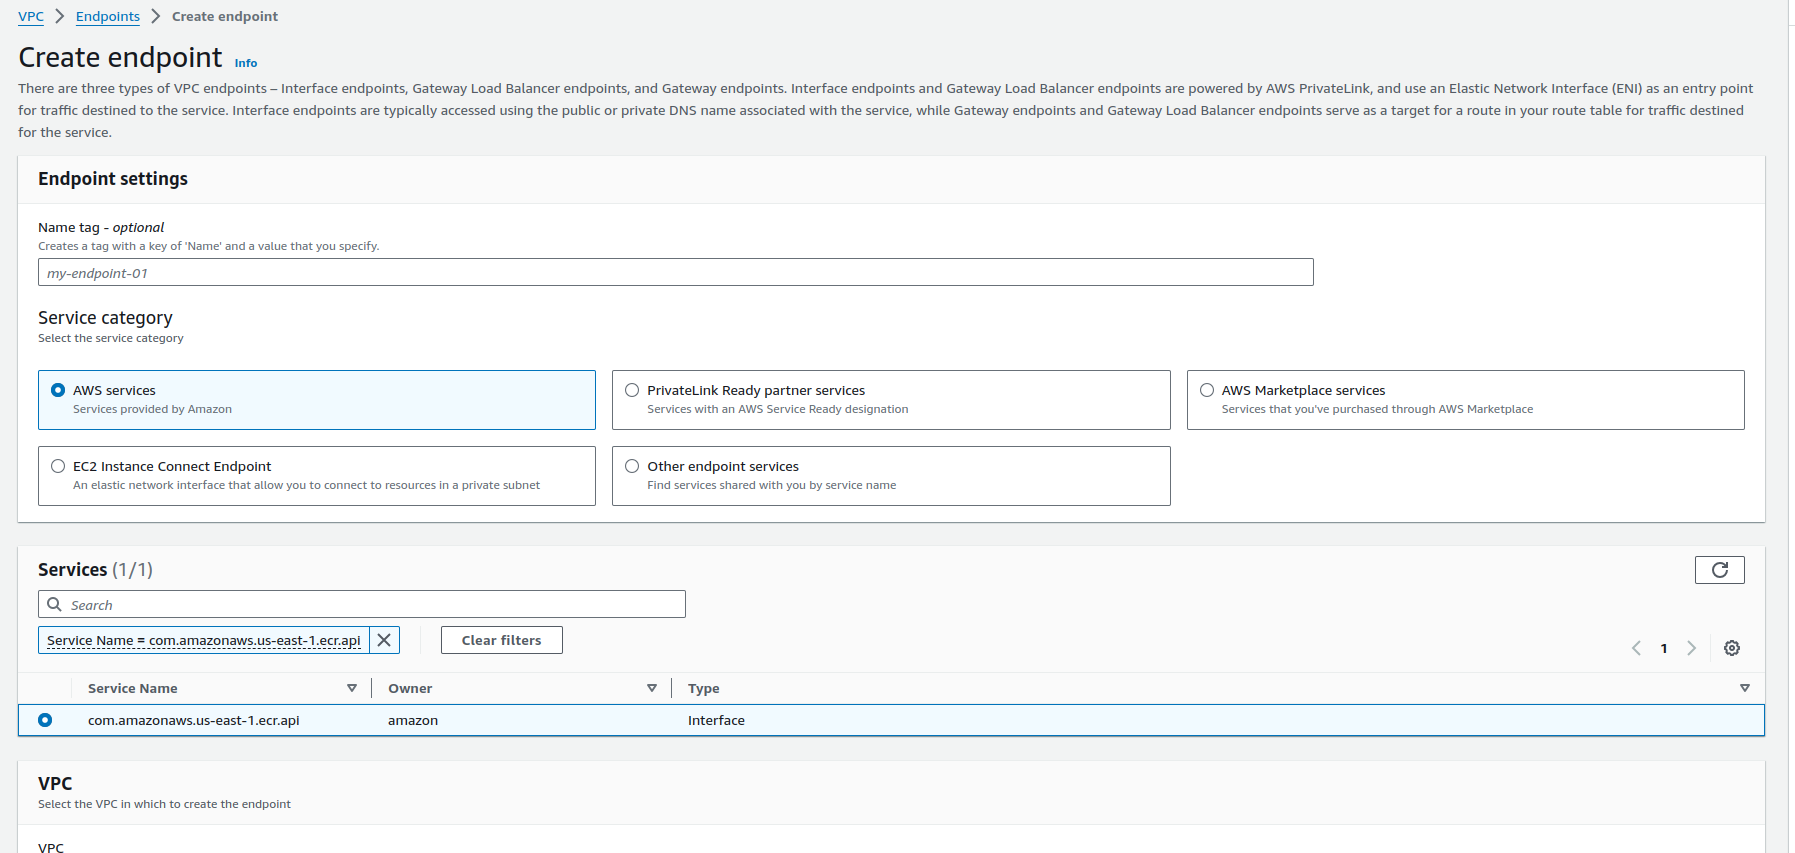 VPC > Endpoints > Create endpoint
Create endpoint Info
There are three types of VPC endpoints – Interface endpoints, Gateway Load Balancer endpoints, and Gateway endpoints. Interface endpoints and Gateway Load Balancer endpoints are powered by AWS PrivateLink, and use an Elastic Network Interface (ENI) as an entry point
for traffic destined to the service. Interface endpoints are typically accessed using the public or private DNS name associated with the service, while Gateway endpoints and Gateway Load Balancer endpoints serve as a target for a route in your route table for traffic destined
for the service.
Endpoint settings
Name tag - optional
Creates a tag with a key of 'Name' and a value that you specify.
my-endpoint-01
Service category
Select the service category
AWS services
Services provided by Amazon
PrivateLink Ready partner services
Services with an AWS Service Ready designation
AWS Marketplace services
Services that you've purchased through AWS Marketplace
EC2 Instance Connect Endpoint
An elastic network interface that allow you to connect to resources in a private subnet
Other endpoint services
Find services shared with you by service name
Services (1/1)
Search
Service Name = com.amazonaws.us-east-1.ecr.api
Clear filters
1
Service Name Owner Type
com.amazonaws.us-east-1.ecr.api amazon Interface
VPC
Select the VPC in which to create the endpoint
VPC